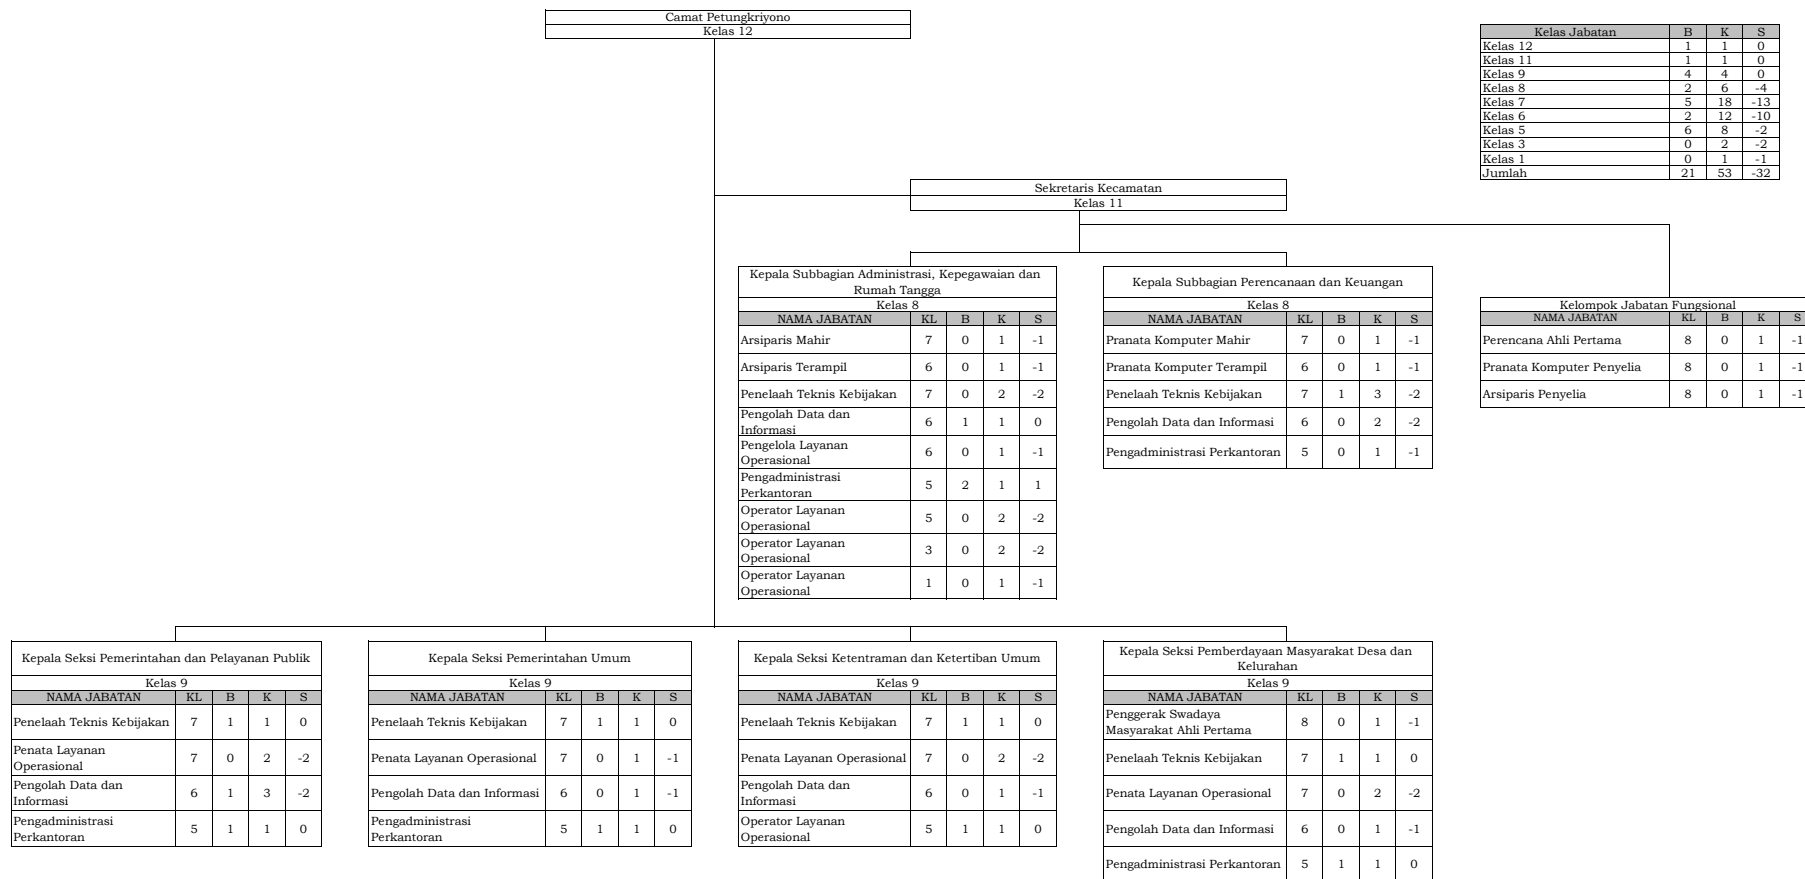 Camat Petungkriyono
Kelas 12
Kelas Jabatan B K S
Kelas 12 1 1 0
Kelas 11 1 1 0
Kelas 9 4 4 0
Kelas 8 2 6 -4
Kelas 7 5 18 -13
Kelas 6 2 12 -10
Kelas 5 6 8 -2
Kelas 3 0 2 -2
Kelas 1 0 1 -1
Jumlah 21 53 -32
Sekretaris Kecamatan
Kelas 11
Kepala Subbagian Administrasi, Kepegawaian dan
Rumah Tangga
Kelas 8
NAMA JABATAN KL B K S
Arsiparis Mahir 7 0 1 -1
Arsiparis Terampil 6 0 1 -1
Penelaah Teknis Kebijakan 7 0 2 -2
Pengolah Data dan
Informasi 6 1 1 0
Pengelola Layanan
Operasional 6 0 1 -1
Pengadministrasi
Perkantoran 5 2 1 1
Operator Layanan
Operasional 5 0 2 -2
Operator Layanan
Operasional 3 0 2 -2
Operator Layanan
Operasional 1 0 1 -1
Kepala Subbagian Perencanaan dan Keuangan
Kelas 8
NAMA JABATAN KL B K S
Pranata Komputer Mahir 7 0 1 -1
Pranata Komputer Terampil 6 0 1 -1
Penelaah Teknis Kebijakan 7 1 3 -2
Pengolah Data dan Informasi 6 0 2 -2
Pengadministrasi Perkantoran 5 0 1 -1
Kelompok Jabatan Fungsional
NAMA JABATAN KL B K S
Perencana Ahli Pertama 8 0 1 -1
Pranata Komputer Penyelia 8 0 1 -1
Arsiparis Penyelia 8 0 1 -1
Kepala Seksi Pemerintahan dan Pelayanan Publik
Kelas 9
NAMA JABATAN KL B K S
Penelaah Teknis Kebijakan 7 1 1 0
Penata Layanan
Operasional 7 0 2 -2
Pengolah Data dan
Informasi 6 1 3 -2
Pengadministrasi
Perkantoran 5 1 1 0
Kepala Seksi Pemerintahan Umum
Kelas 9
NAMA JABATAN KL B K S
Penelaah Teknis Kebijakan 7 1 1 0
Penata Layanan Operasional 7 0 1 -1
Pengolah Data dan Informasi 6 0 1 -1
Pengadministrasi
Perkantoran 5 1 1 0
Kepala Seksi Ketentraman dan Ketertiban Umum
Kelas 9
NAMA JABATAN KL B K S
Penelaah Teknis Kebijakan 7 1 1 0
Penata Layanan Operasional 7 0 2 -2
Pengolah Data dan
Informasi 6 0 1 -1
Operator Layanan
Operasional 5 1 1 0
Kepala Seksi Pemberdayaan Masyarakat Desa dan
Kelurahan
Kelas 9
NAMA JABATAN KL B K S
Penggerak Swadaya
Masyarakat Ahli Pertama 8 0 1 -1
Penelaah Teknis Kebijakan 7 1 1 0
Penata Layanan Operasional 7 0 2 -2
Pengolah Data dan Informasi 6 0 1 -1
Pengadministrasi Perkantoran 5 1 1 0